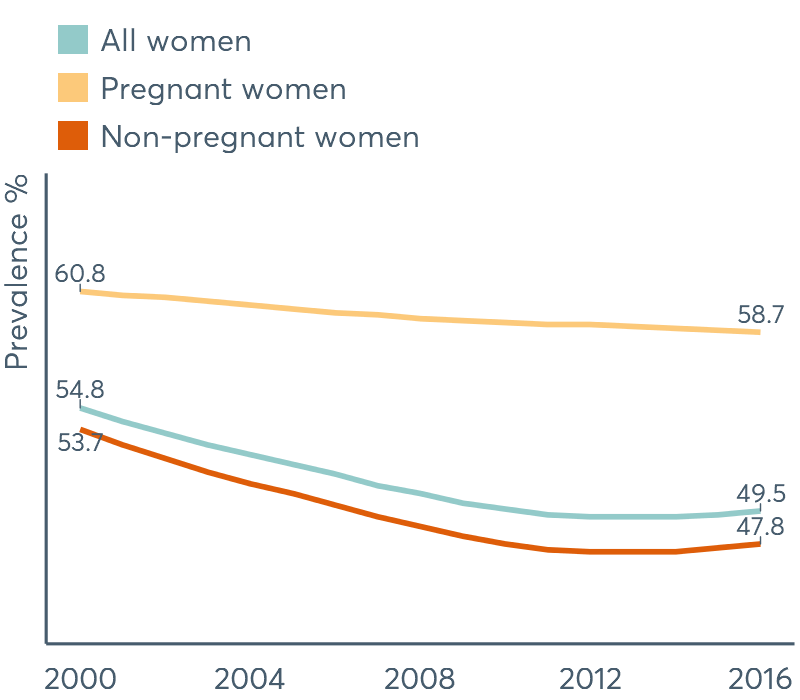 All women
Pregnant women
Non-pregnant women
Prevalence %
60.8
58.7
54.8
53.7
49.5
47.8
2000 2004 2008 2012 2016